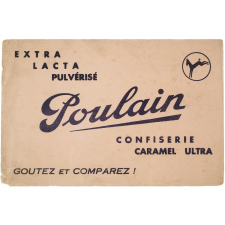 EXTRA
LACTA
PULVÉRISÉ
Poulain
CONFISERIE
CARAMEL ULTRA
GOUTEZ ET COMPAREZ !